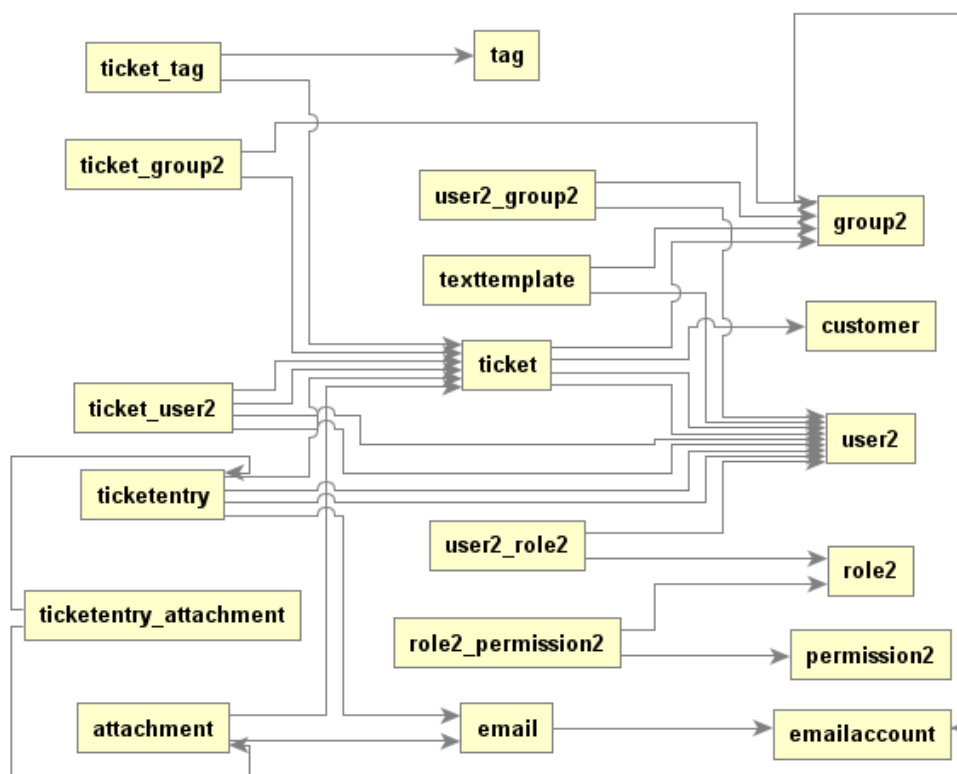 tag
ticket_tag
ticket_group2
user2_group2
group2
texttemplate
customer
ticket
ticket_user2
user2
ticketentry
user2_role2
role2
ticketentry_attachment
role2_permission2
permission2
attachment
email
emailaccount